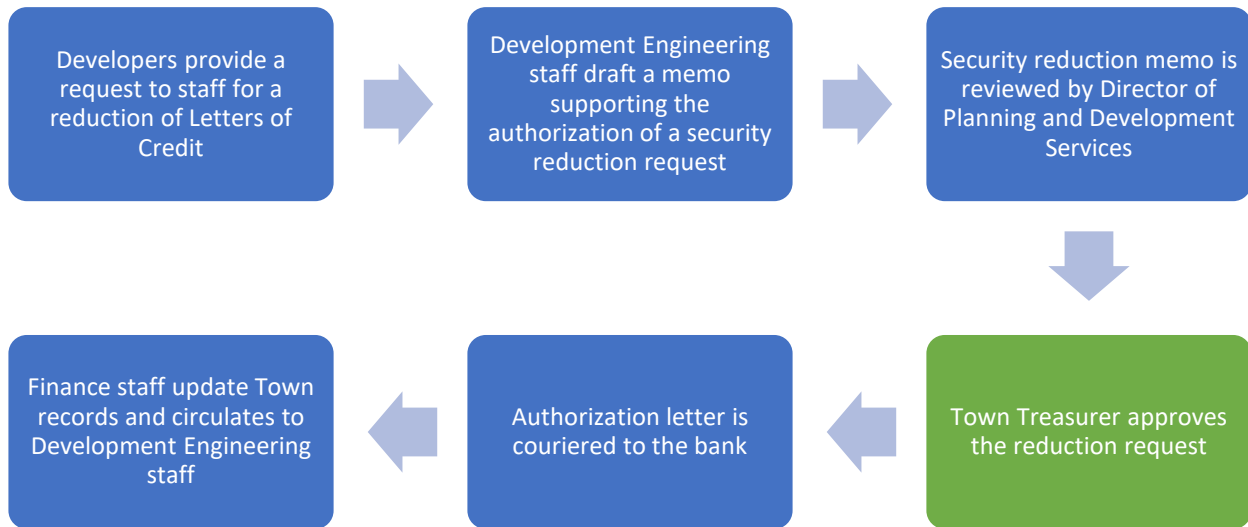 Developers provide a
request to staff for a
reduction of Letters of
Credit
Development Engineering
staff draft a memo
supporting the
authorization of a security
reduction request
Security reduction memo is
reviewed by Director of
Planning and Development
Services
Town Treasurer approves
the reduction request
Authorization letter is
couriered to the bank
Finance staff update Town
records and circulates to
Development Engineering
staff